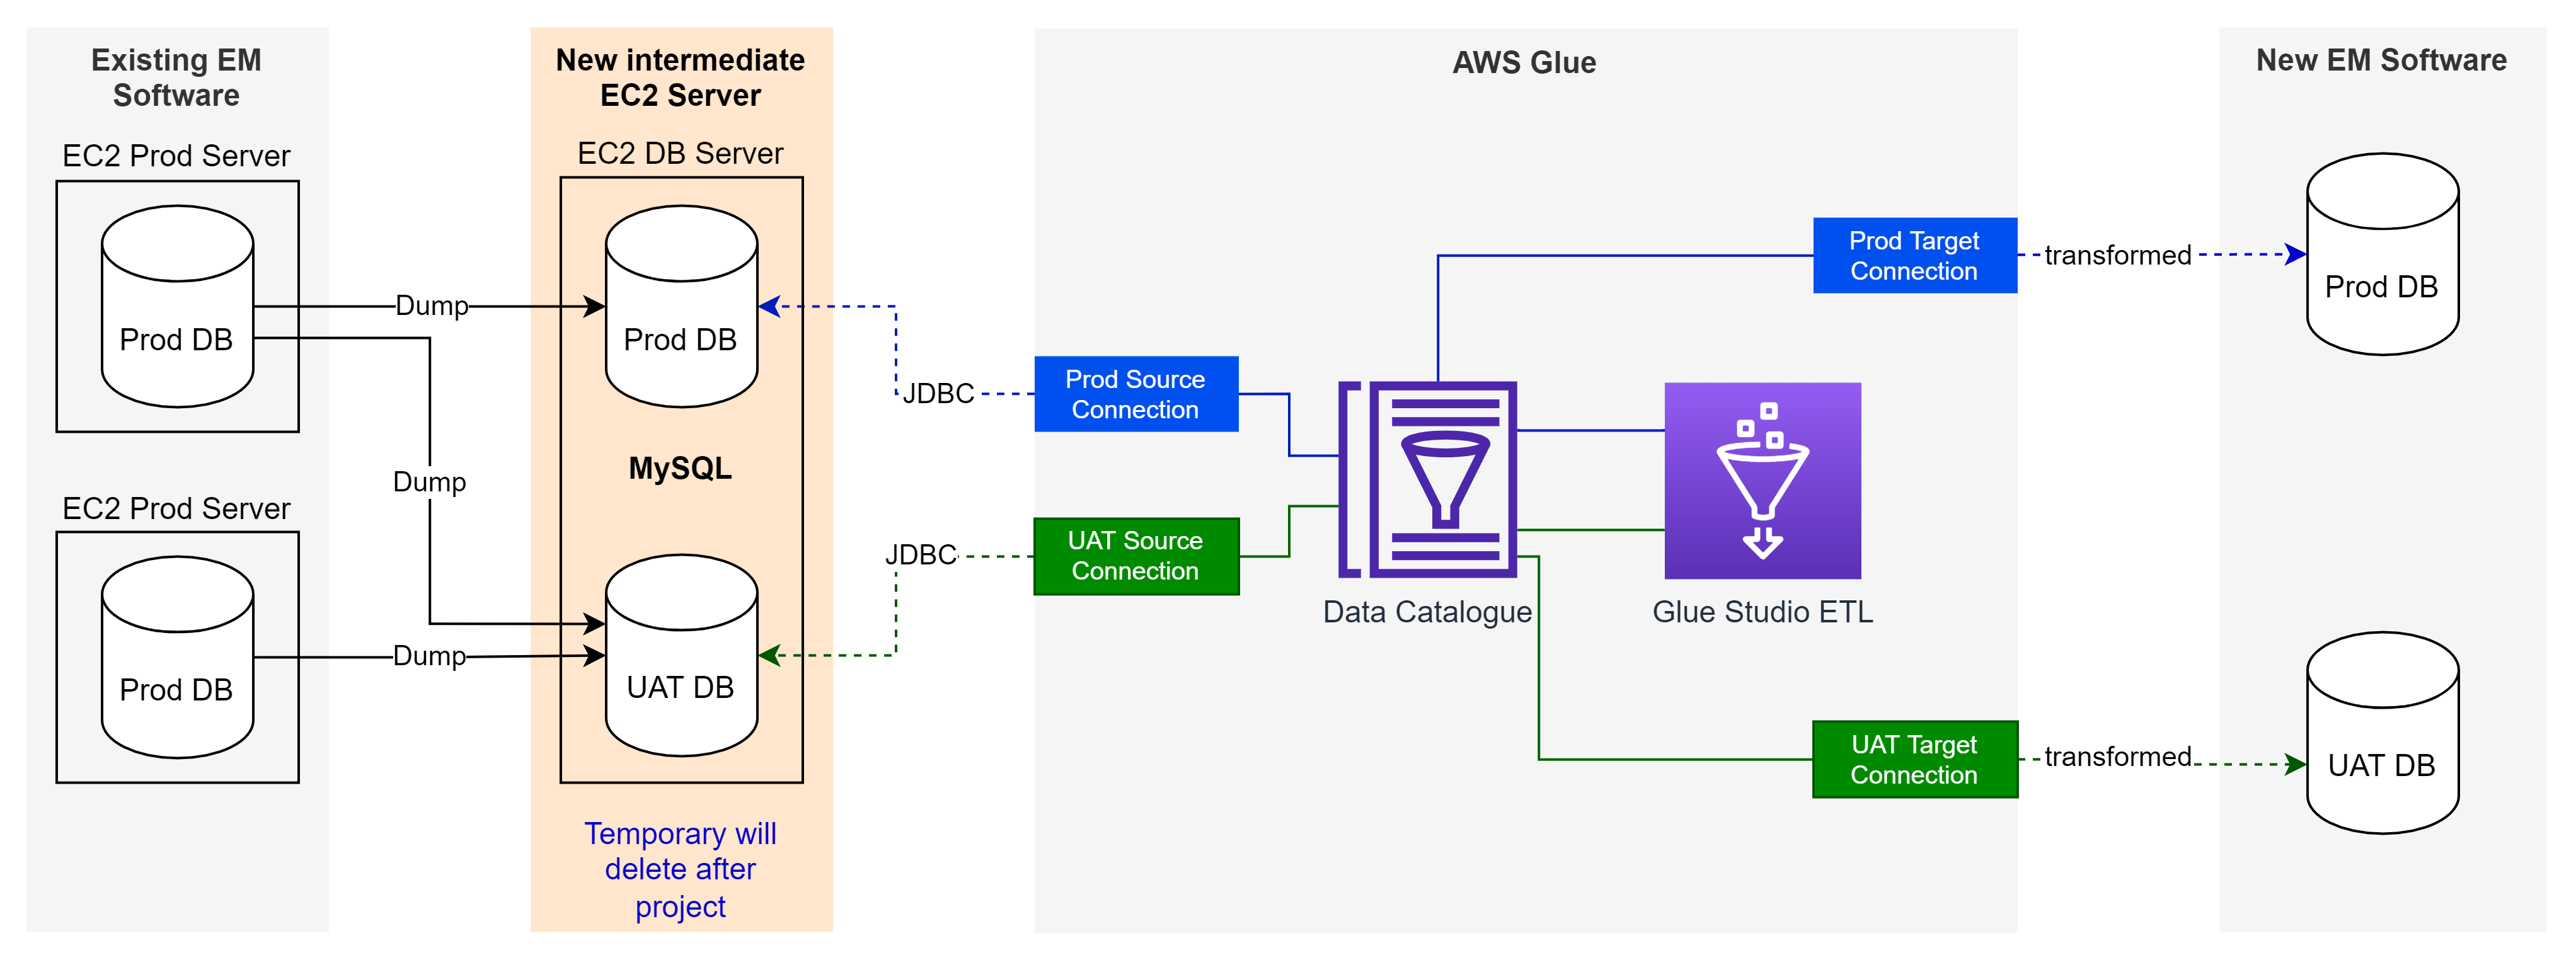 Existing EM
Software
EC2 Prod Server
Prod DB
EC2 Prod Server
Prod DB
Dump
Dump
Dump
New intermediate
EC2 Server
EC2 DB Server
Prod DB
MySQL
UAT DB
Temporary will
delete after
project
JDBC
JDBC
AWS Glue
Prod Source
Connection
UAT Source
Connection
Data Catalogue
Glue Studio ETL
Prod Target
Connection
UAT Target
Connection
transformed
transformed
New EM Software
Prod DB
UAT DB